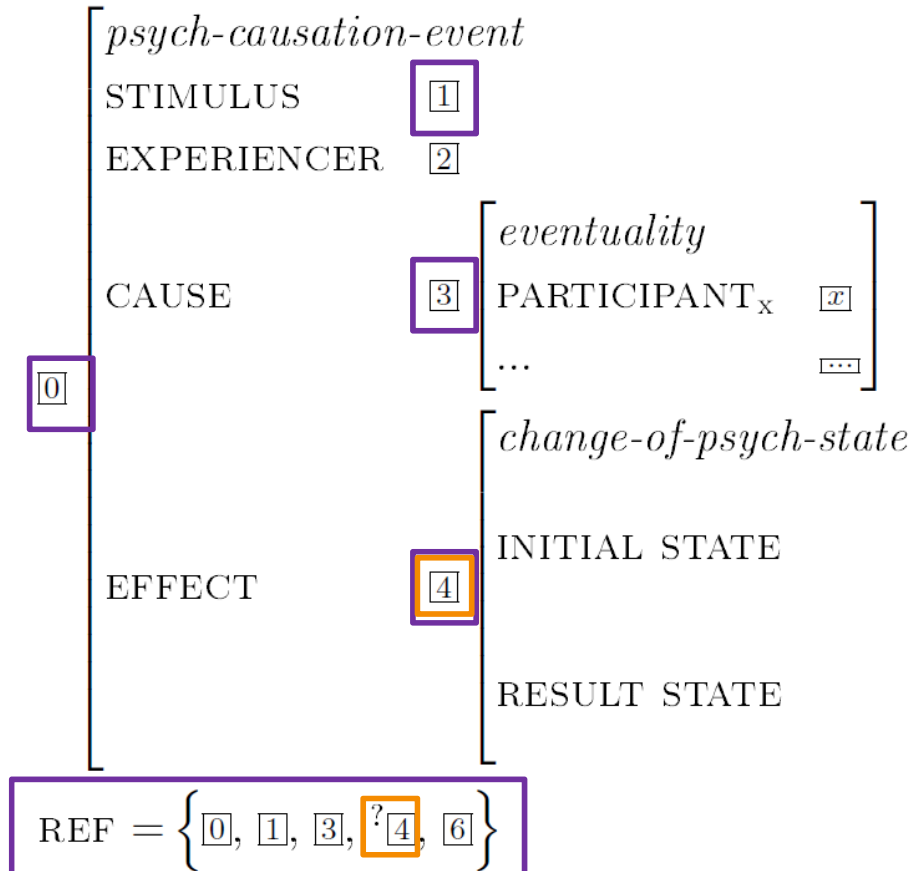 psych-causation-event
STIMULUS 1
EXPERIENCER 2
eventuality
CAUSE 3 PARTICIPANTₓ x
... ...
0
change-of-psych-state
INITIAL STATE
EFFECT 4
RESULT STATE
REF = {0, 1, 3, ?4, 6}